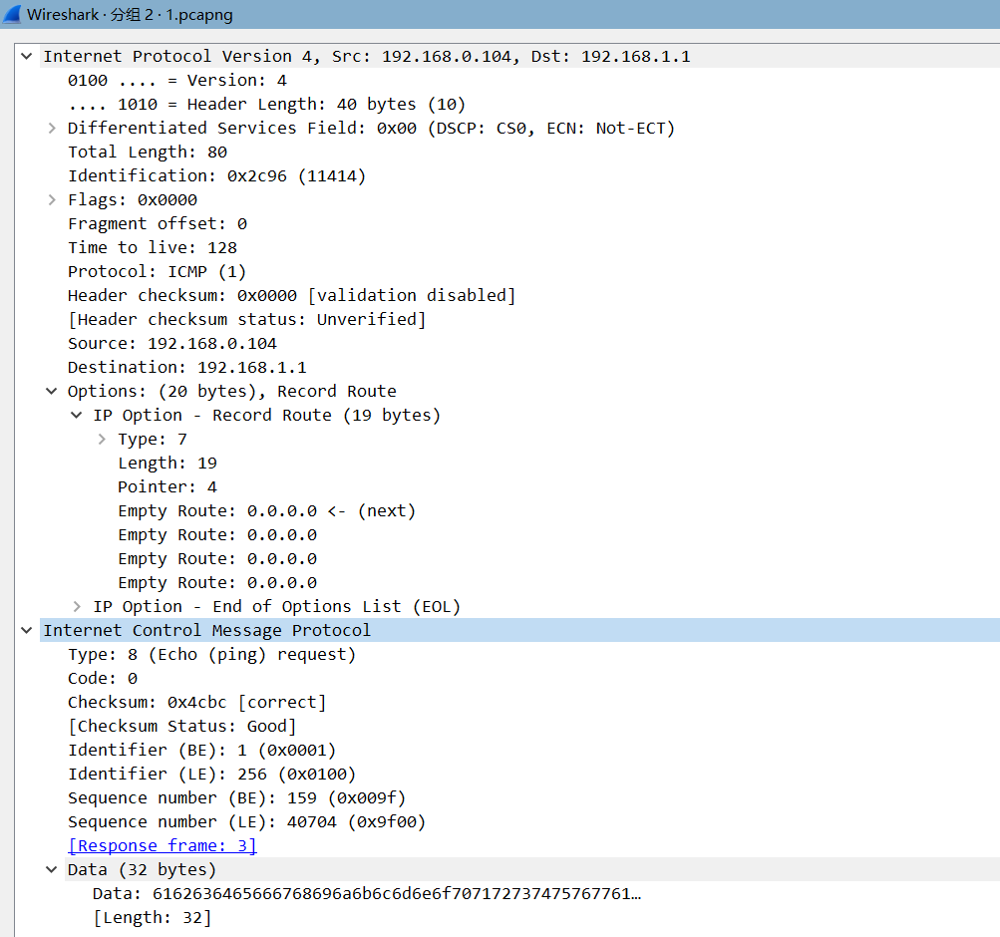 Wireshark · 分组 2 · 1.pcapng
Internet Protocol Version 4, Src: 192.168.0.104, Dst: 192.168.1.1
0100 .... = Version: 4
.... 1010 = Header Length: 40 bytes (10)
Differentiated Services Field: 0x00 (DSCP: CS0, ECN: Not-ECT)
Total Length: 80
Identification: 0x2c96 (11414)
Flags: 0x0000
Fragment offset: 0
Time to live: 128
Protocol: ICMP (1)
Header checksum: 0x0000 [validation disabled]
[Header checksum status: Unverified]
Source: 192.168.0.104
Destination: 192.168.1.1
Options: (20 bytes), Record Route
IP Option - Record Route (19 bytes)
Type: 7
Length: 19
Pointer: 4
Empty Route: 0.0.0.0 <- (next)
Empty Route: 0.0.0.0
Empty Route: 0.0.0.0
Empty Route: 0.0.0.0
IP Option - End of Options List (EOL)
Internet Control Message Protocol
Type: 8 (Echo (ping) request)
Code: 0
Checksum: 0x4cbc [correct]
[Checksum Status: Good]
Identifier (BE): 1 (0x0001)
Identifier (LE): 256 (0x0100)
Sequence number (BE): 159 (0x009f)
Sequence number (LE): 40704 (0x9f00)
[Response frame: 3]
Data (32 bytes)
Data: 6162636465666768696a6b6c6d6e6f707172737475767761…
[Length: 32]